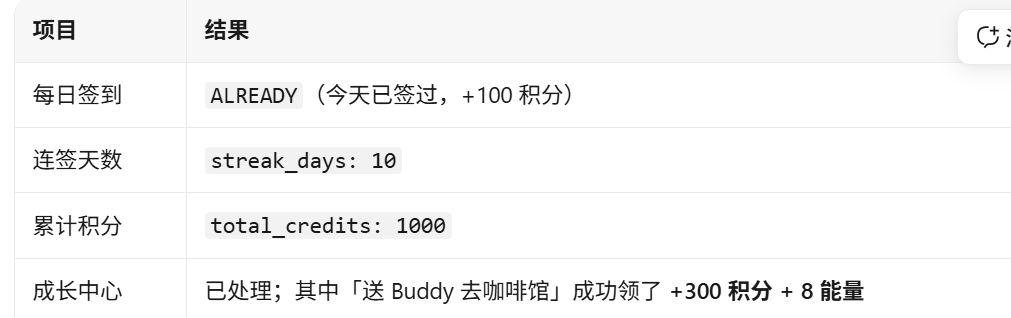 项目 结果
每日签到 ALREADY（今天已签过，+100 积分）
连签天数 streak_days: 10
累计积分 total_credits: 1000
成长中心 已处理；其中「送 Buddy 去咖啡馆」成功领了 +300 积分 + 8 能量